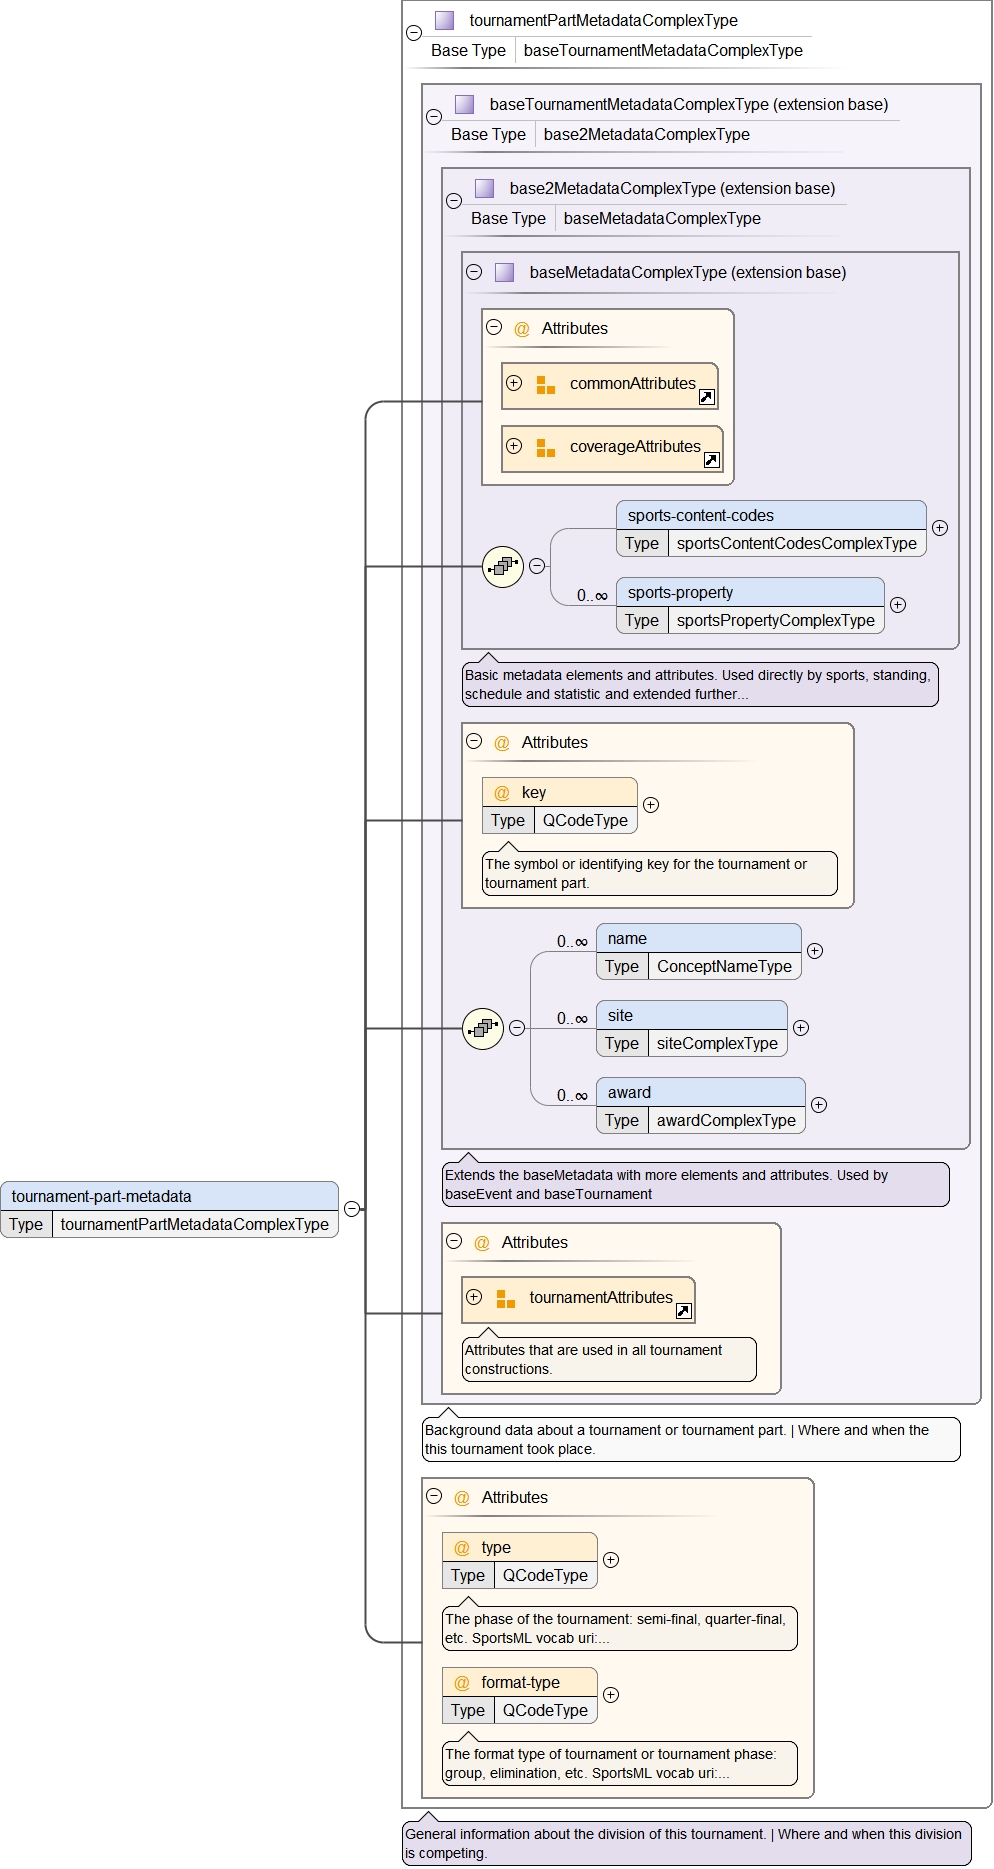 tournamentPartMetadataComplexType
Base Type baseTournamentMetadataComplexType
baseTournamentMetadataComplexType (extension base)
Base Type base2MetadataComplexType
base2MetadataComplexType (extension base)
Base Type baseMetadataComplexType
baseMetadataComplexType (extension base)
@ Attributes
commonAttributes
coverageAttributes
sports-content-codes
Type sportsContentCodesComplexType
0..∞
sports-property
Type sportsPropertyComplexType
Basic metadata elements and attributes. Used directly by sports, standing,
schedule and statistic and extended further...
@ Attributes
@ key
Type QCodeType
The symbol or identifying key for the tournament or
tournament part.
0..∞
name
Type ConceptNameType
0..∞
site
Type siteComplexType
0..∞
award
Type awardComplexType
Extends the baseMetadata with more elements and attributes. Used by
baseEvent and baseTournament
tournament-part-metadata
Type tournamentPartMetadataComplexType
@ Attributes
tournamentAttributes
Attributes that are used in all tournament
constructions.
Background data about a tournament or tournament part. | Where and when the
this tournament took place.
@ Attributes
@ type
Type QCodeType
The phase of the tournament: semi-final, quarter-final,
etc. SportsML vocab uri:...
@ format-type
Type QCodeType
The format type of tournament or tournament phase:
group, elimination, etc. SportsML vocab uri:...
General information about the division of this tournament. | Where and when this division
is competing.